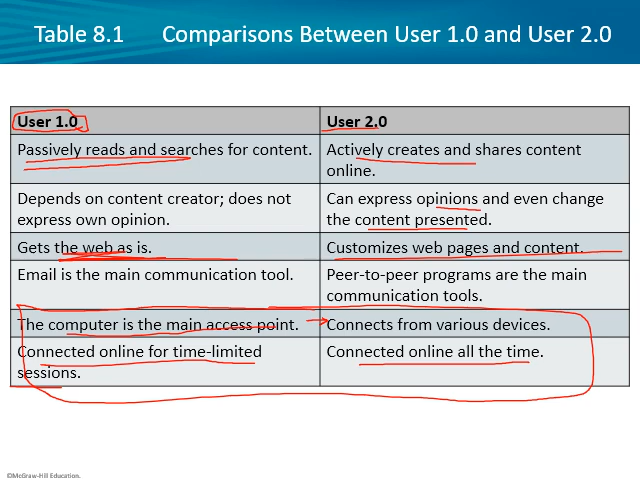 Table 8.1 Comparisons Between User 1.0 and User 2.0
User 1.0
User 2.0
Passively reads and searches for content.
Actively creates and shares content
online.
Depends on content creator; does not
express own opinion.
Can express opinions and even change
the content presented.
Gets the web as is.
Customizes web pages and content.
Email is the main communication tool.
Peer-to-peer programs are the main
communication tools.
The computer is the main access point.
Connects from various devices.
Connected online for time-limited
sessions.
Connected online all the time.
©McGraw-Hill Education.